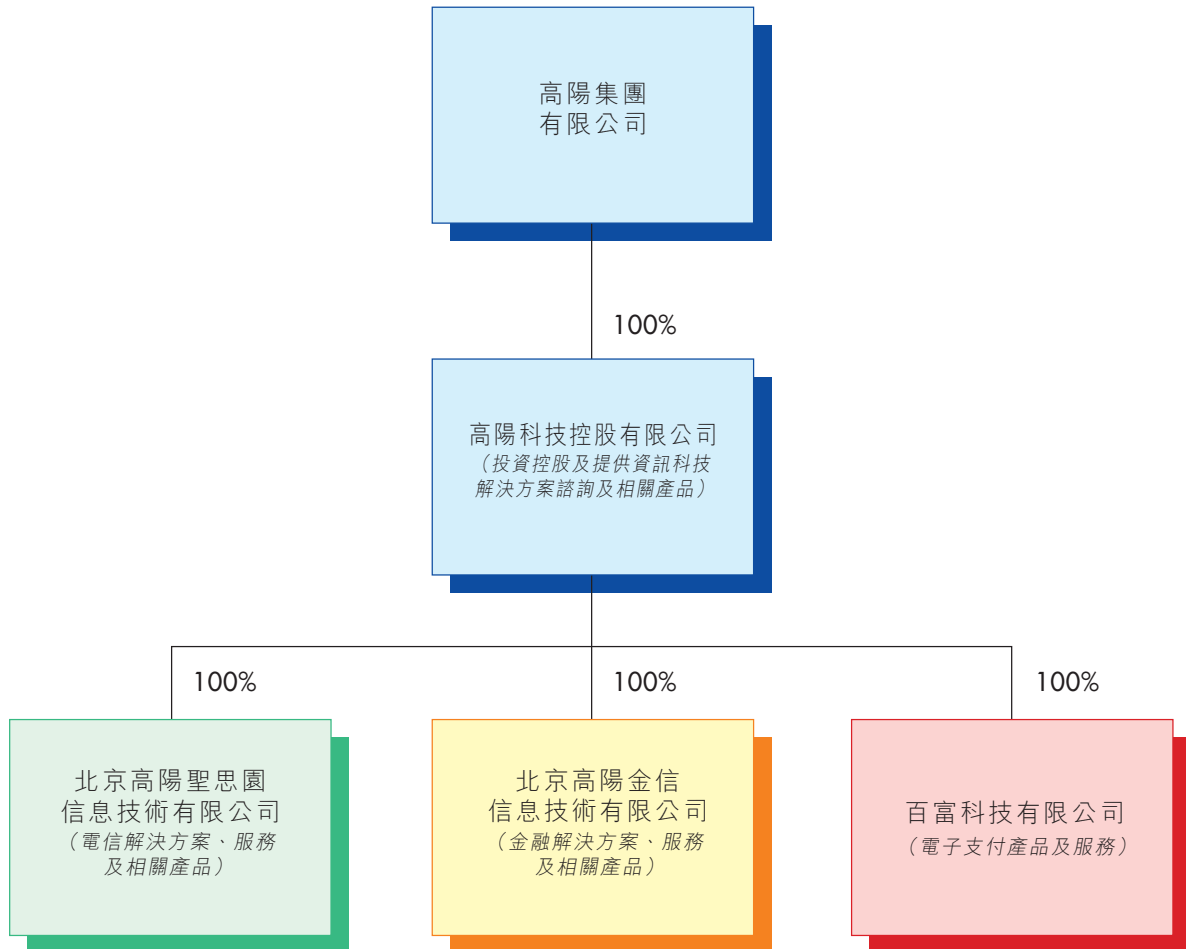 高陽集團
有限公司
100%
高陽科技控股有限公司
（投資控股及提供資訊科技
解決方案諮詢及相關產品）
100%
100%
100%
北京高陽聖思園
信息技術有限公司
（電信解決方案、服務
及相關產品）
北京高陽金信
信息技術有限公司
（金融解決方案、服務
及相關產品）
百富科技有限公司
（電子支付產品及服務）